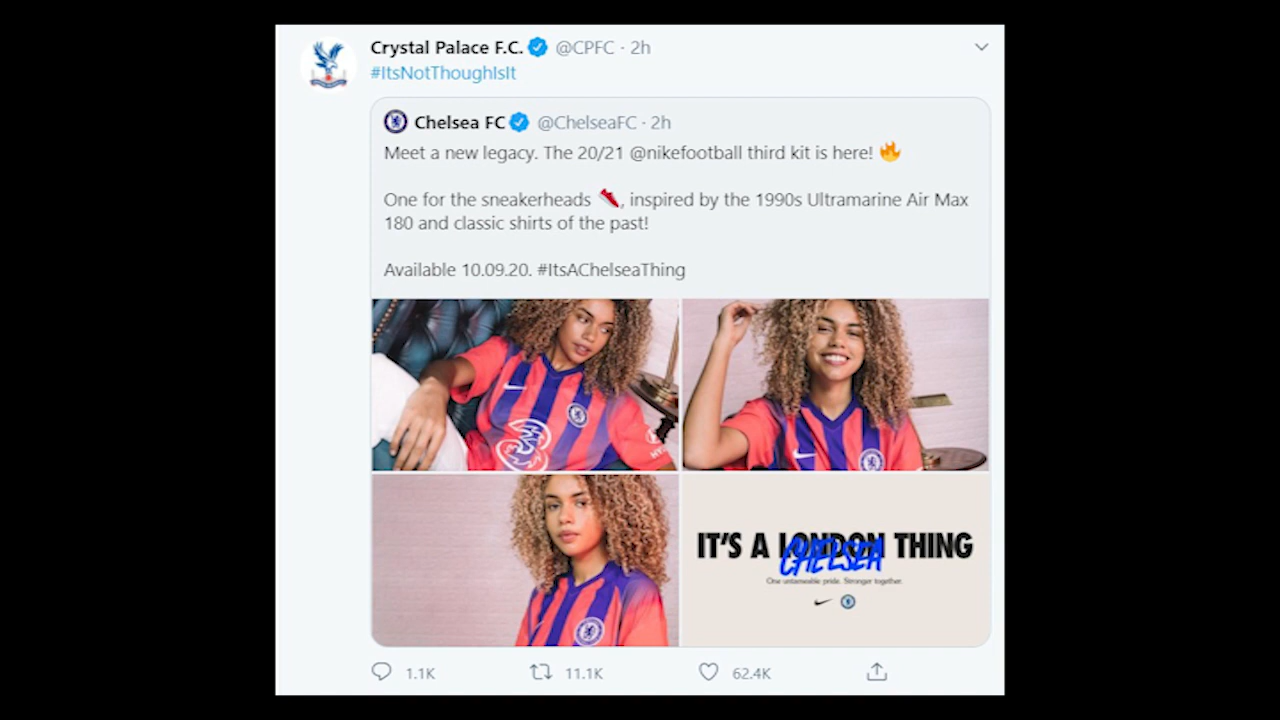 Crystal Palace F.C. @CPFC · 2h
#ItsNotThoughIsIt
Chelsea FC @ChelseaFC · 2h
Meet a new legacy. The 20/21 @nikefootball third kit is here! 🔥
One for the sneakerheads 👟, inspired by the 1990s Ultramarine Air Max
180 and classic shirts of the past!
Available 10.09.20. #ItsAChelseaThing
IT'S A LONDON THING
CHELSEA
One untameable pride. Stronger together.
1.1K 11.1K 62.4K